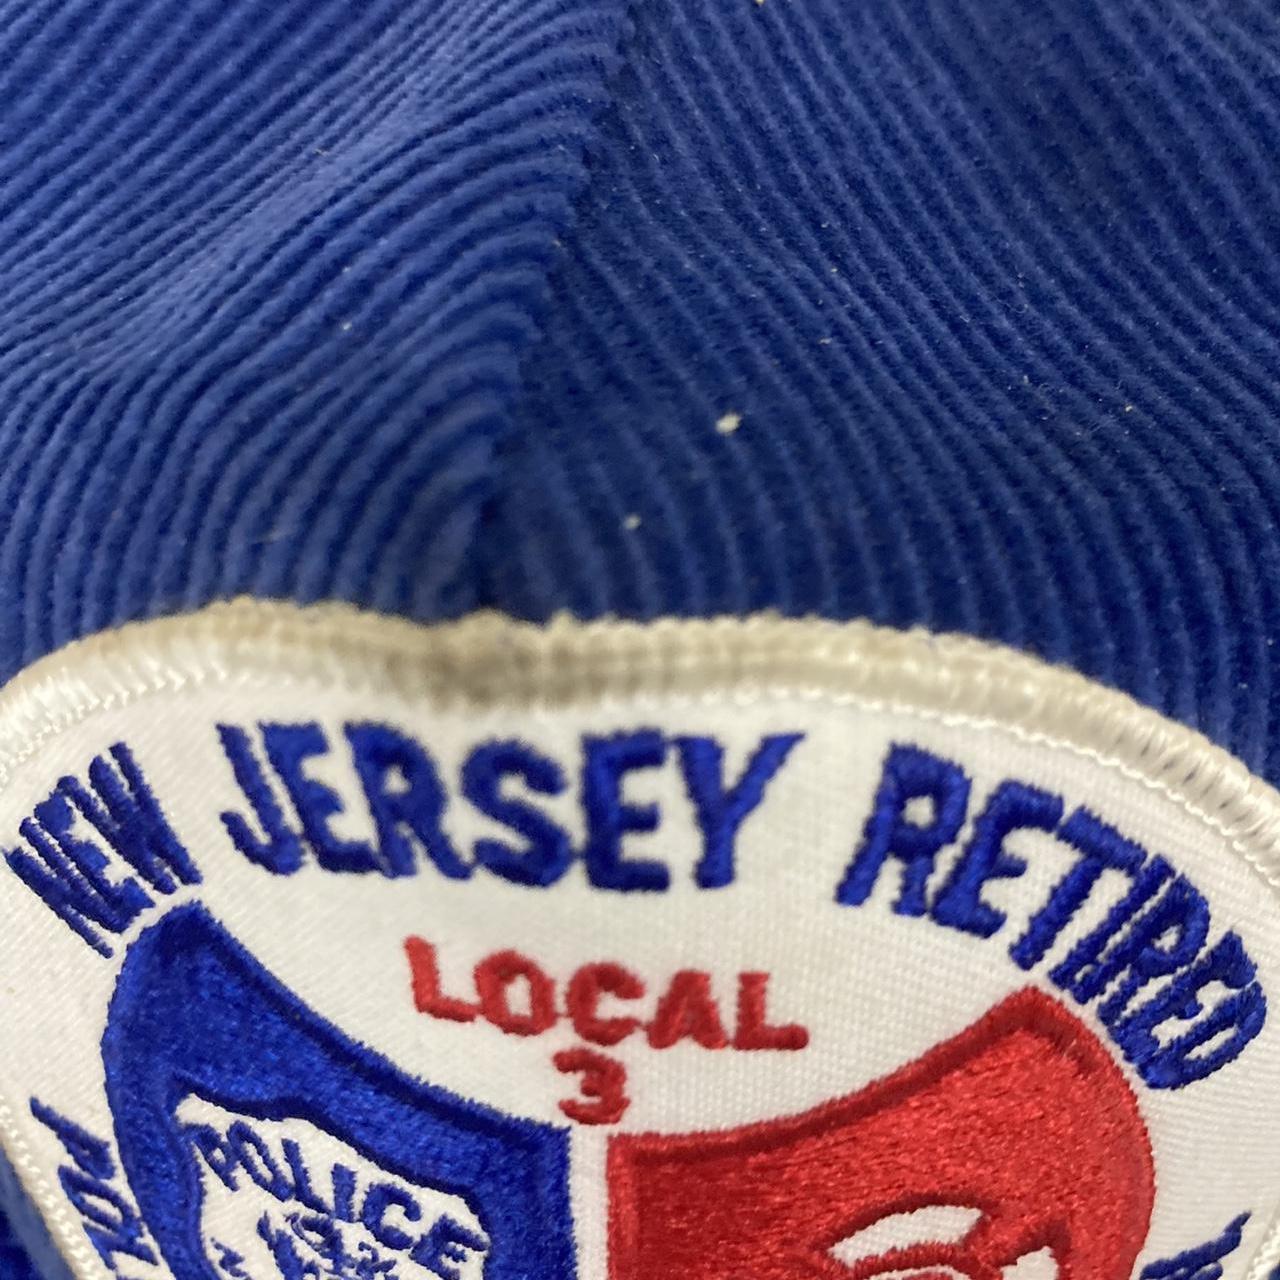 NEW JERSEY RETIRED
LOCAL
3
POLICE